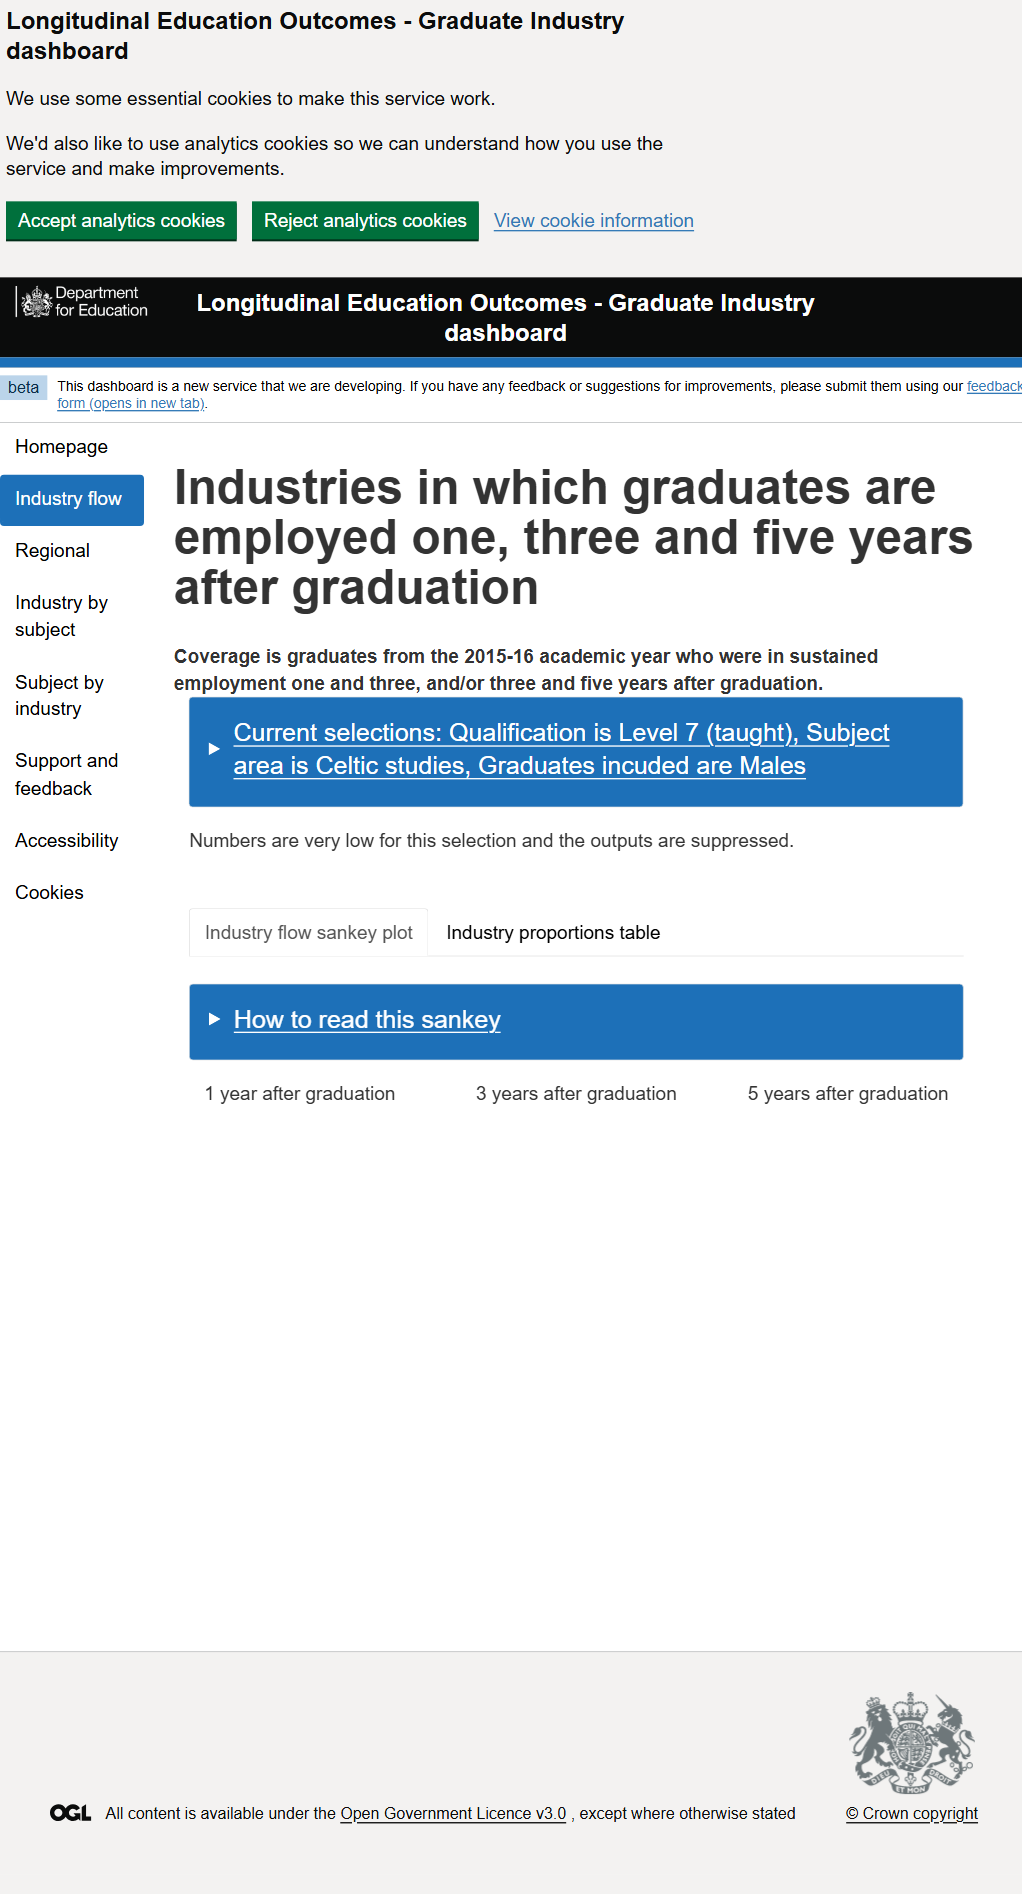 Longitudinal Education Outcomes - Graduate Industry
dashboard
We use some essential cookies to make this service work.
We'd also like to use analytics cookies so we can understand how you use the
service and make improvements.
Accept analytics cookies Reject analytics cookies View cookie information
Department
for Education
Longitudinal Education Outcomes - Graduate Industry
dashboard
beta
This dashboard is a new service that we are developing. If you have any feedback or suggestions for improvements, please submit them using our feedback
form (opens in new tab).
Homepage
Industry flow
Regional
Industry by
subject
Subject by
industry
Support and
feedback
Accessibility
Cookies
Industries in which graduates are
employed one, three and five years
after graduation
Coverage is graduates from the 2015-16 academic year who were in sustained
employment one and three, and/or three and five years after graduation.
Current selections: Qualification is Level 7 (taught), Subject
area is Celtic studies, Graduates incuded are Males
Numbers are very low for this selection and the outputs are suppressed.
Industry flow sankey plot Industry proportions table
How to read this sankey
1 year after graduation 3 years after graduation 5 years after graduation
OGL All content is available under the Open Government Licence v3.0 , except where otherwise stated
© Crown copyright